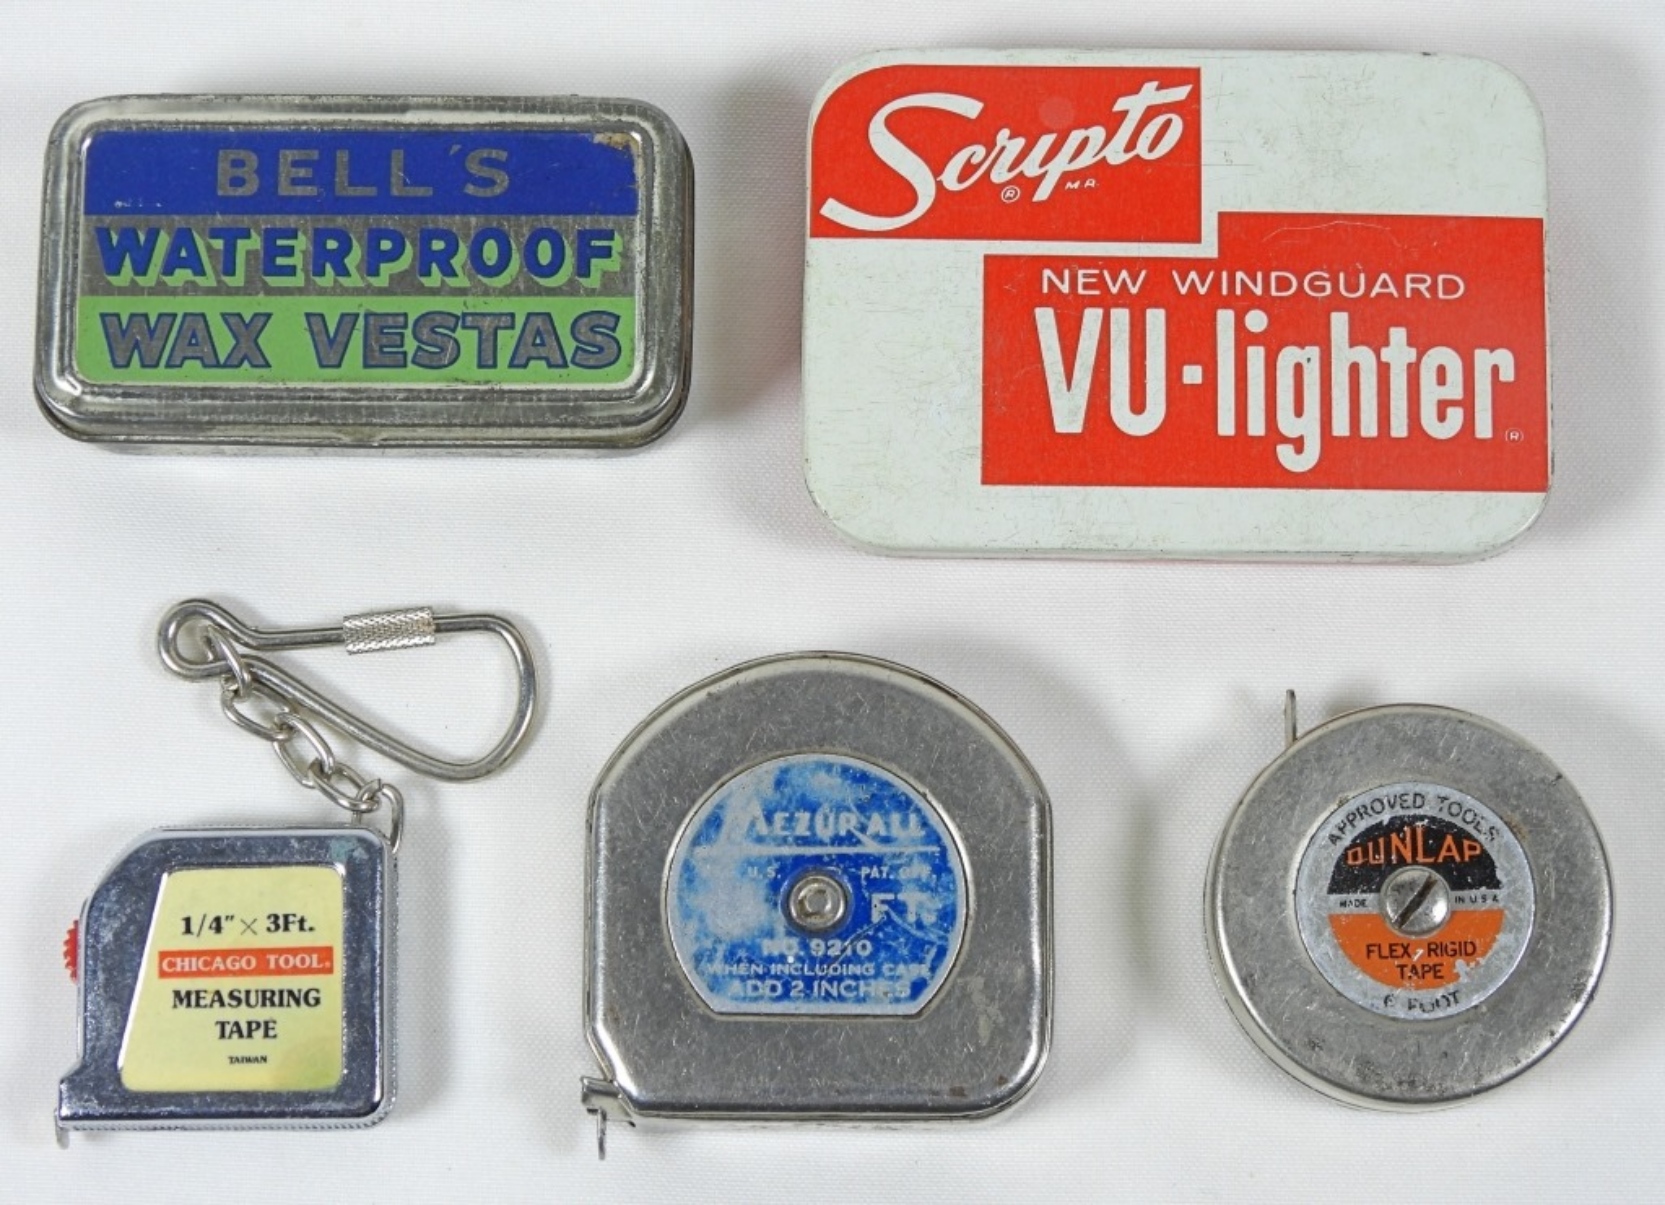 BELL'S
WATERPROOF
WAX VESTAS
Scripto
® M.R.
NEW WINDGUARD
VU-lighter®
1/4" × 3Ft.
CHICAGO TOOL®
MEASURING
TAPE
TAIWAN
MEZURALL
U.S. PAT. OFF.
FT.
NO. 9210
WHEN INCLUDING CASE
ADD 2 INCHES
APPROVED TOOLS
DUNLAP
MADE IN U S A
FLEX-RIGID
TAPE
6 FOOT